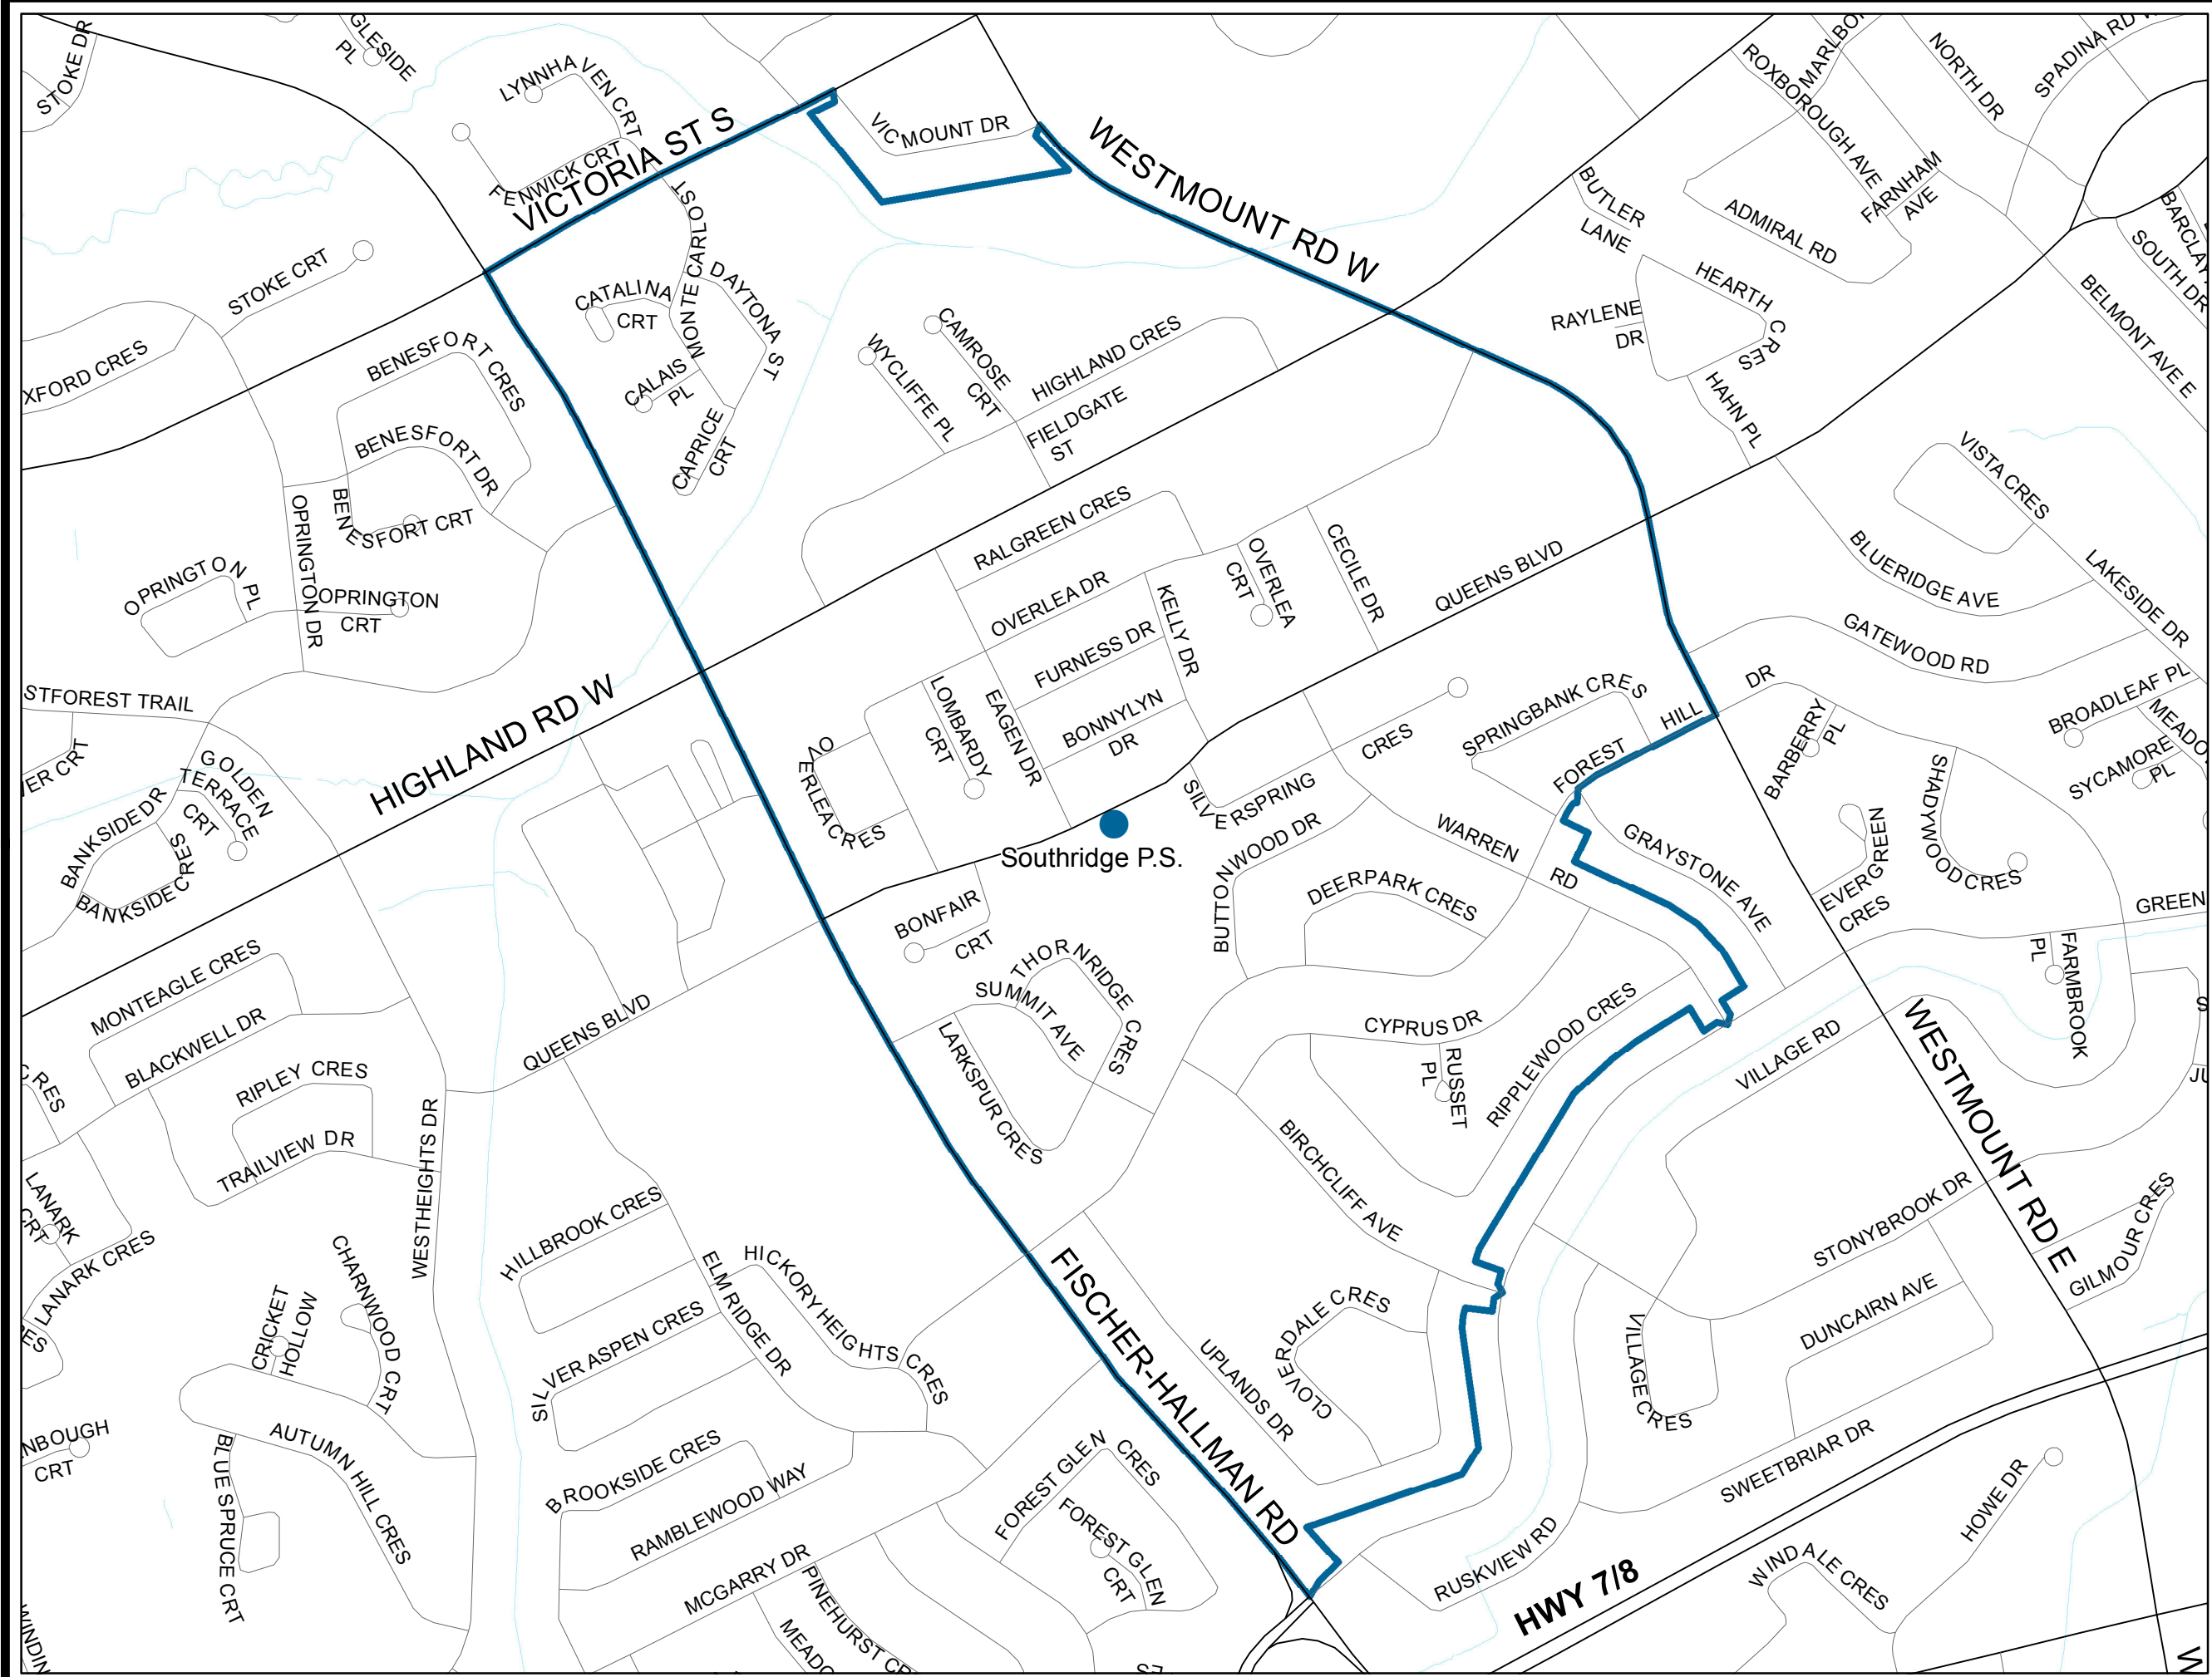 STOKE DR
GLESIDE
PL
LYNNHAVEN CRT
FENWICK CRT
VICTORIA ST S
VICMOUNT DR
WESTMOUNT RD W
ROXBOROUGH AVE
NORTH DR
FARNHAM
AVE
ADMIRAL RD
BUTLER
LANE
SOUTH DR
BELMONT AVE E
STOKE CRT
XFORD CRES
BENESFORT CRES
BENESFORT DR
BENESFORT CRT
MONTE CARLO ST
CATALINA
CRT
DAYTONA ST
CALAIS
PL
CAPRICE
CRT
WYCLIFFE PL
CAMROSE
CRT
HIGHLAND CRES
FIELDGATE
ST
RAYLENE
DR
HEARTH CRES
HAHN PL
VISTA CRES
BLUERIDGE AVE
LAKESIDE DR
GATEWOOD RD
OPRINGTON PL
OPRINGTON DR
OPRINGTON
CRT
RALGREEN CRES
OVERLEA DR
OVERLEA
CRT
CECILE DR
QUEENS BLVD
KELLY DR
FURNESS DR
BONNYLYN
DR
EAGEN DR
LOMBARDY
CRT
OVERLEA CRES
STFOREST TRAIL
HIGHLAND RD W
GOLDEN
TERRACE
CRT
BANKSIDE DR
BANKSIDE CRES
Southridge P.S.
SILVERSPRING
CRES
SPRINGBANK CRES
FOREST HILL DR
BARBERRY
PL
BROADLEAF PL
SYCAMORE
PL
SHADYWOOD CRES
EVERGREEN
CRES
GRAYSTONE AVE
WARREN
RD
BUTTONWOOD DR
DEERPARK CRES
BONFAIR
CRT
THORNRIDGE CRES
SUMMIT AVE
LARKSPUR CRES
CYPRUS DR
RUSSET
PL
RIPPLEWOOD CRES
VILLAGE RD
GREEN
FARMBROOK
PL
WESTMOUNT RD E
MONTEAGLE CRES
BLACKWELL DR
RIPLEY CRES
TRAILVIEW DR
WESTHEIGHTS DR
QUEENS BLVD
CRES
LANARK
CRT
LANARK CRES
HILLBROOK CRES
SILVER ASPEN CRES
ELM RIDGE DR
HICKORY HEIGHTS CRES
CHARNWOOD CRT
CRICKET
HOLLOW
FISCHER-HALLMAN RD
BIRCHCLIFF AVE
CLOVERDALE CRES
UPLANDS DR
STONYBROOK DR
GILMOUR CRES
DUNCAIRN AVE
VILLAGE CRES
SWEETBRIAR DR
NBOUGH
CRT
AUTUMN HILL CRES
BLUE SPRUCE CRT
BROOKSIDE CRES
RAMBLEWOOD WAY
MCGARRY DR
FOREST GLEN CRES
FOREST GLEN
CRT
RUSKVIEW RD
HWY 7/8
HOWE DR
WINDALE CRES